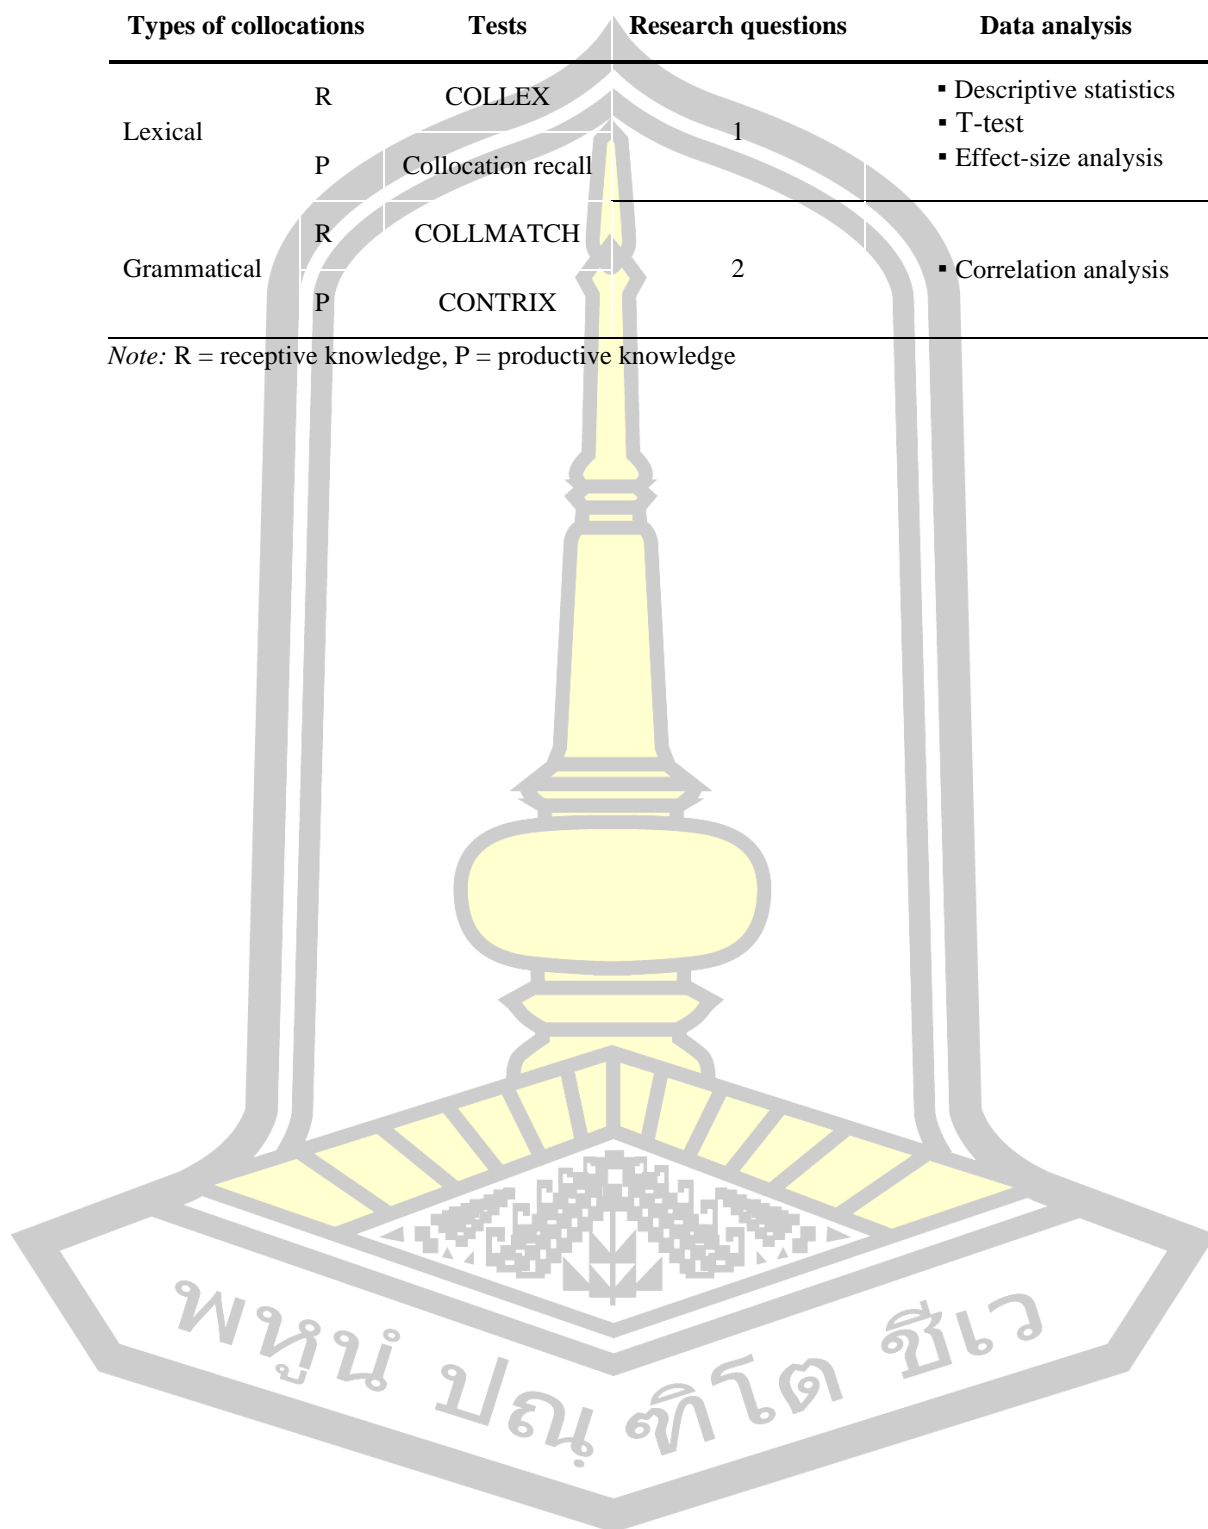 Types of collocations Tests Research questions Data analysis
R COLLEX ▪ Descriptive statistics
Lexical 1 ▪ T-test
P Collocation recall ▪ Effect-size analysis
R COLLMATCH
Grammatical 2 ▪ Correlation analysis
P CONTRIX
Note: R = receptive knowledge, P = productive knowledge
พหูนํ ปณฺ ฑิโต ชีเว